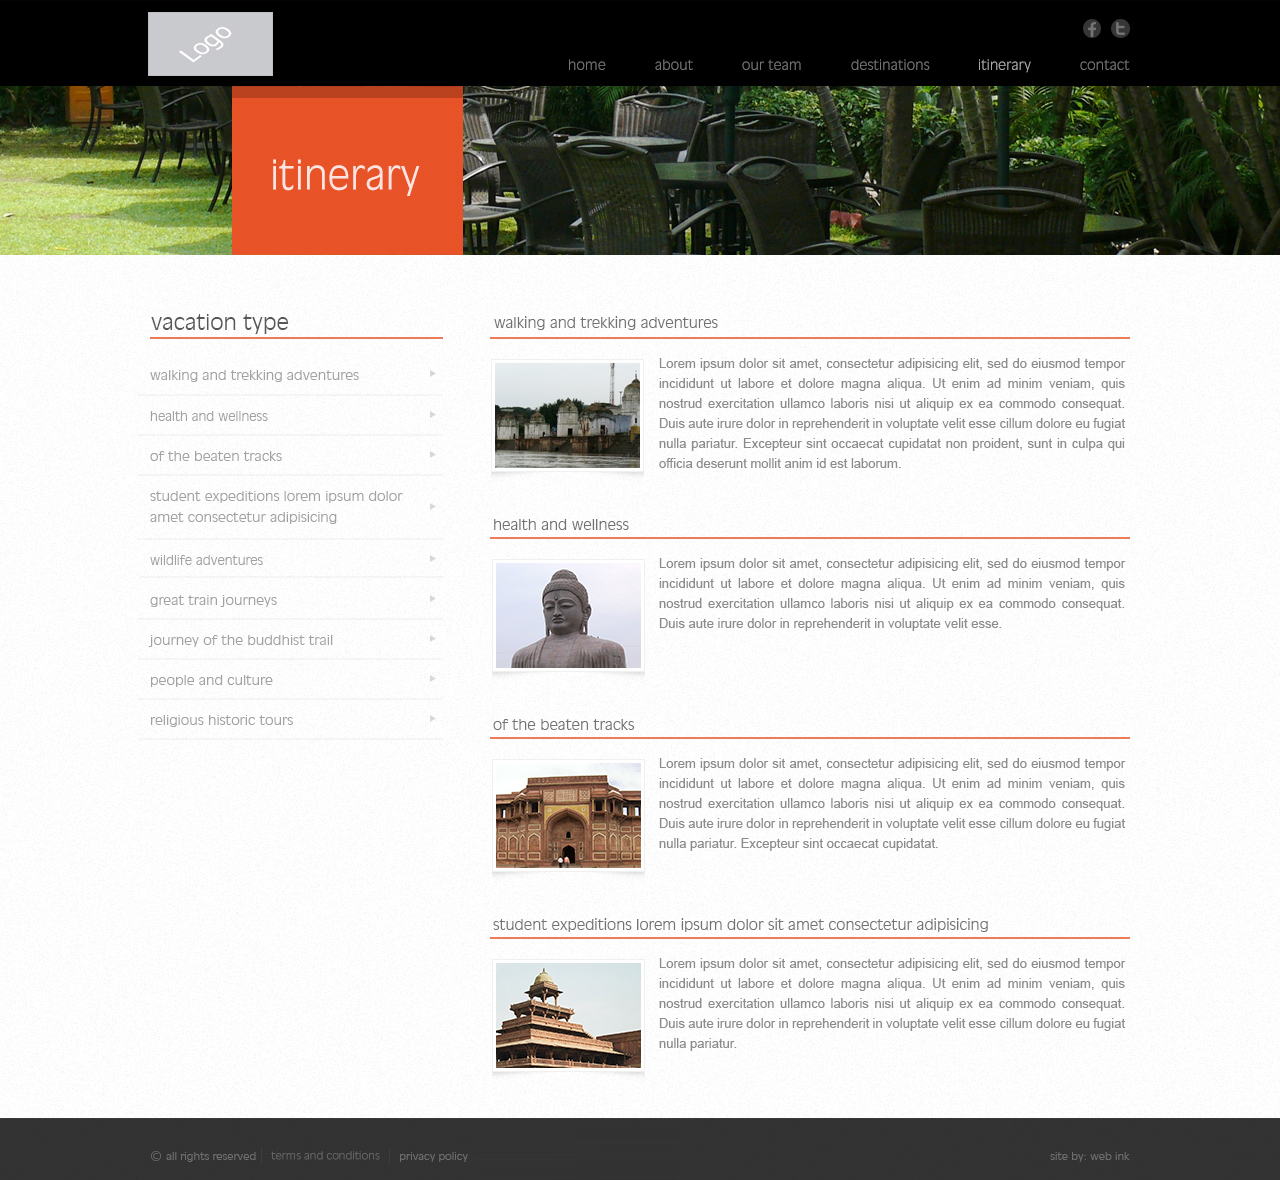 Logo
home about our team destinations itinerary contact
itinerary
vacation type
walking and trekking adventures
health and wellness
of the beaten tracks
student expeditions lorem ipsum dolor
amet consectetur adipisicing
wildlife adventures
great train journeys
journey of the buddhist trail
people and culture
religious historic tours
walking and trekking adventures
Lorem ipsum dolor sit amet, consectetur adipisicing elit, sed do eiusmod tempor
incididunt ut labore et dolore magna aliqua. Ut enim ad minim veniam, quis
nostrud exercitation ullamco laboris nisi ut aliquip ex ea commodo consequat.
Duis aute irure dolor in reprehenderit in voluptate velit esse cillum dolore eu fugiat
nulla pariatur. Excepteur sint occaecat cupidatat non proident, sunt in culpa qui
officia deserunt mollit anim id est laborum.
health and wellness
Lorem ipsum dolor sit amet, consectetur adipisicing elit, sed do eiusmod tempor
incididunt ut labore et dolore magna aliqua. Ut enim ad minim veniam, quis
nostrud exercitation ullamco laboris nisi ut aliquip ex ea commodo consequat.
Duis aute irure dolor in reprehenderit in voluptate velit esse.
of the beaten tracks
Lorem ipsum dolor sit amet, consectetur adipisicing elit, sed do eiusmod tempor
incididunt ut labore et dolore magna aliqua. Ut enim ad minim veniam, quis
nostrud exercitation ullamco laboris nisi ut aliquip ex ea commodo consequat.
Duis aute irure dolor in reprehenderit in voluptate velit esse cillum dolore eu fugiat
nulla pariatur. Excepteur sint occaecat cupidatat.
student expeditions lorem ipsum dolor sit amet consectetur adipisicing
Lorem ipsum dolor sit amet, consectetur adipisicing elit, sed do eiusmod tempor
incididunt ut labore et dolore magna aliqua. Ut enim ad minim veniam, quis
nostrud exercitation ullamco laboris nisi ut aliquip ex ea commodo consequat.
Duis aute irure dolor in reprehenderit in voluptate velit esse cillum dolore eu fugiat
nulla pariatur.
© all rights reserved terms and conditions privacy policy site by: web ink